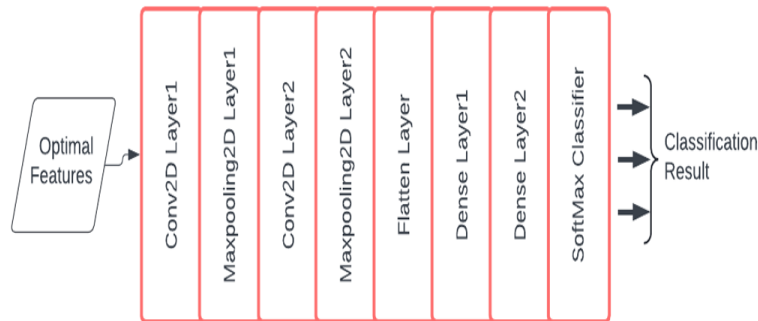 Optimal
Features
Conv2D Layer1
Maxpooling2D Layer1
Conv2D Layer2
Maxpooling2D Layer2
Flatten Layer
Dense Layer1
Dense Layer2
SoftMax Classifier
Classification
Result